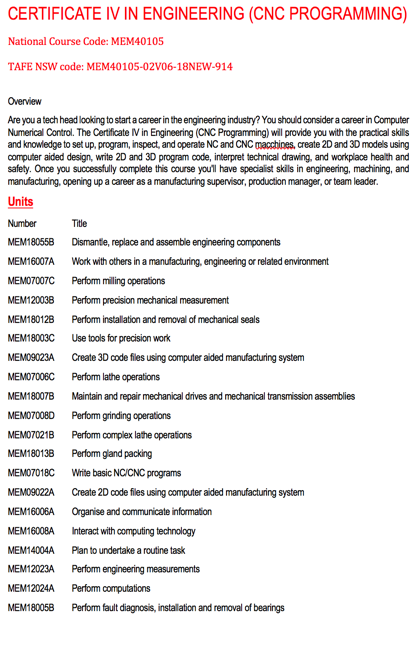 CERTIFICATE IV IN ENGINEERING (CNC PROGRAMMING)
National Course Code: MEM40105
TAFE NSW code: MEM40105-02V06-18NEW-914
Overview
Are you a tech head looking to start a career in the engineering industry? You should consider a career in Computer
Numerical Control. The Certificate IV in Engineering (CNC Programming) will provide you with the practical skills
and knowledge to set up, program, inspect, and operate NC and CNC macchines, create 2D and 3D models using
computer aided design, write 2D and 3D program code, interpret technical drawing, and workplace health and
safety. Once you successfully complete this course you'll have specialist skills in engineering, machining, and
manufacturing, opening up a career as a manufacturing supervisor, production manager, or team leader.
Units
Number Title
MEM18055B Dismantle, replace and assemble engineering components
MEM16007A Work with others in a manufacturing, engineering or related environment
MEM07007C Perform milling operations
MEM12003B Perform precision mechanical measurement
MEM18012B Perform installation and removal of mechanical seals
MEM18003C Use tools for precision work
MEM09023A Create 3D code files using computer aided manufacturing system
MEM07006C Perform lathe operations
MEM18007B Maintain and repair mechanical drives and mechanical transmission assemblies
MEM07008D Perform grinding operations
MEM07021B Perform complex lathe operations
MEM18013B Perform gland packing
MEM07018C Write basic NC/CNC programs
MEM09022A Create 2D code files using computer aided manufacturing system
MEM16006A Organise and communicate information
MEM16008A Interact with computing technology
MEM14004A Plan to undertake a routine task
MEM12023A Perform engineering measurements
MEM12024A Perform computations
MEM18005B Perform fault diagnosis, installation and removal of bearings